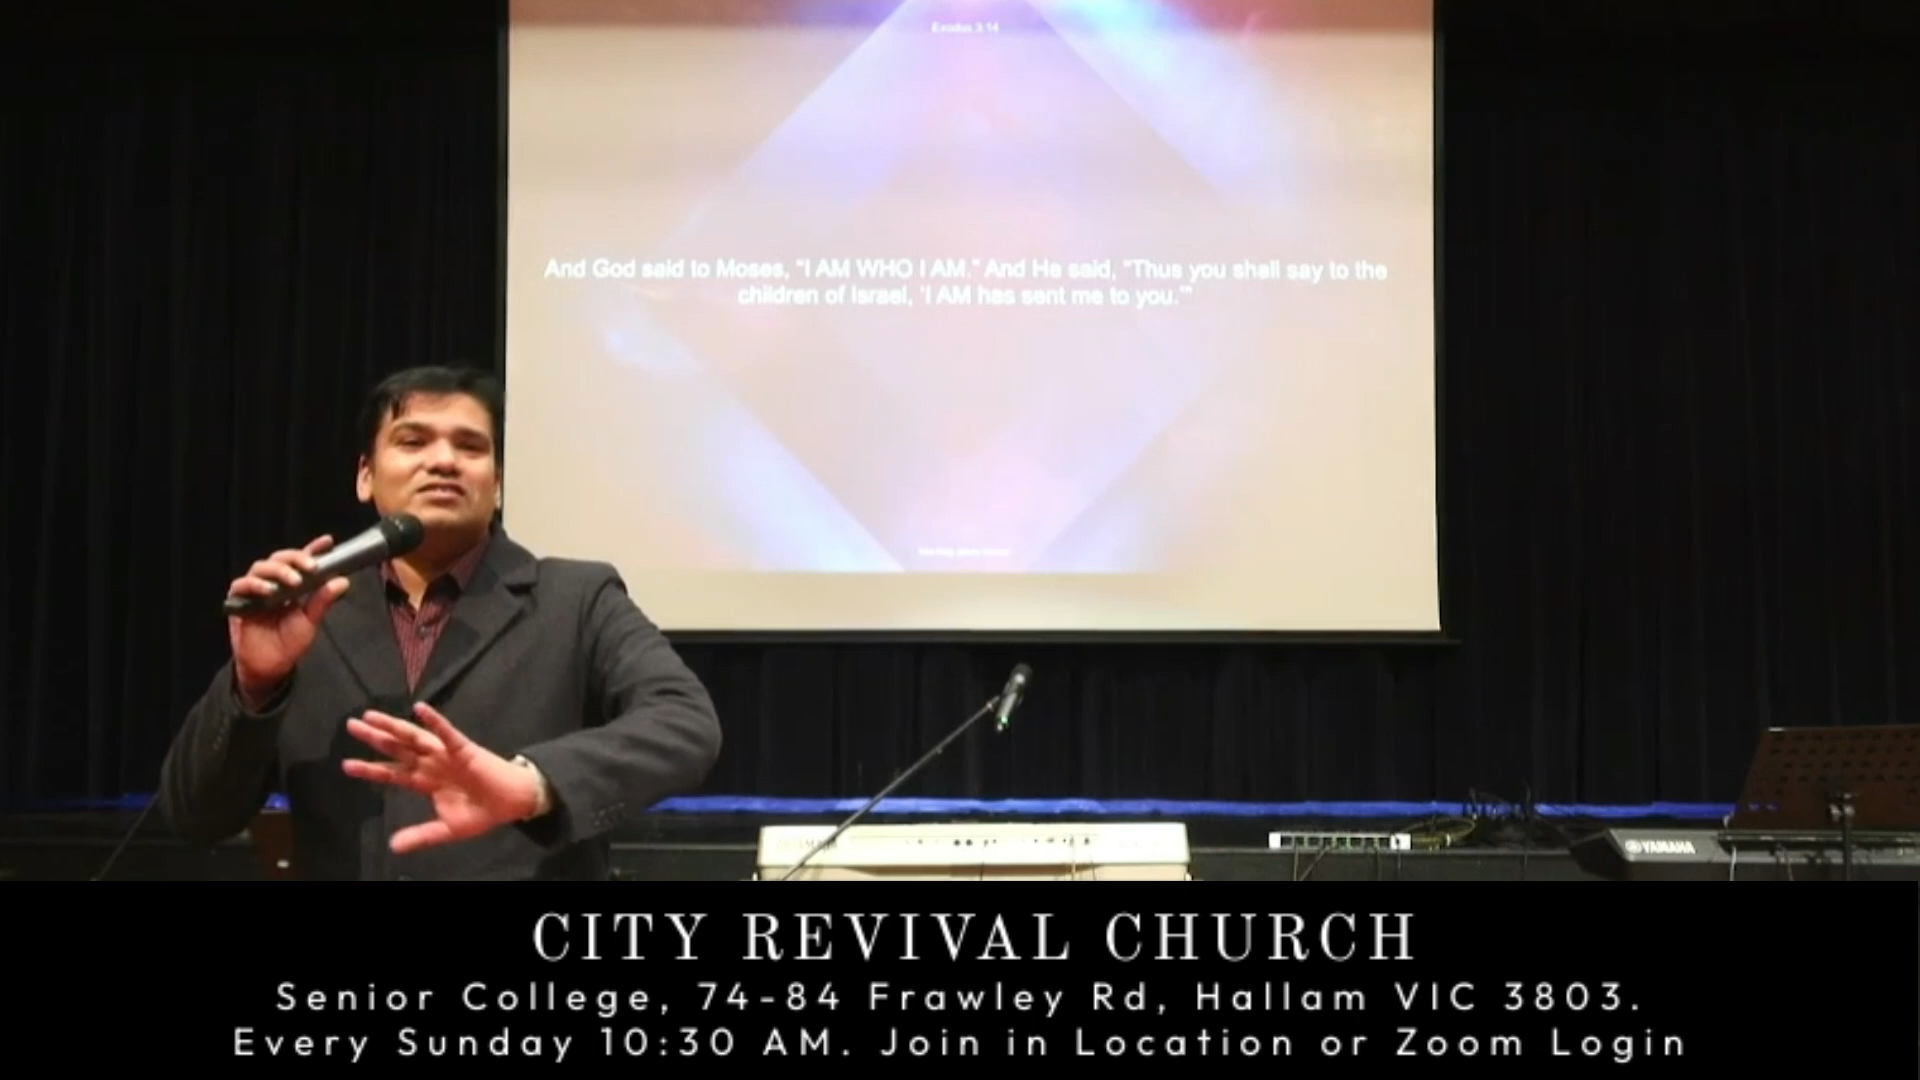 Exodus 3:14
And God said to Moses, "I AM WHO I AM." And He said, "Thus you shall say to the
children of Israel, 'I AM has sent me to you.'"
YAMAHA
CITY REVIVAL CHURCH
Senior College, 74-84 Frawley Rd, Hallam VIC 3803.
Every Sunday 10:30 AM. Join in Location or Zoom Login